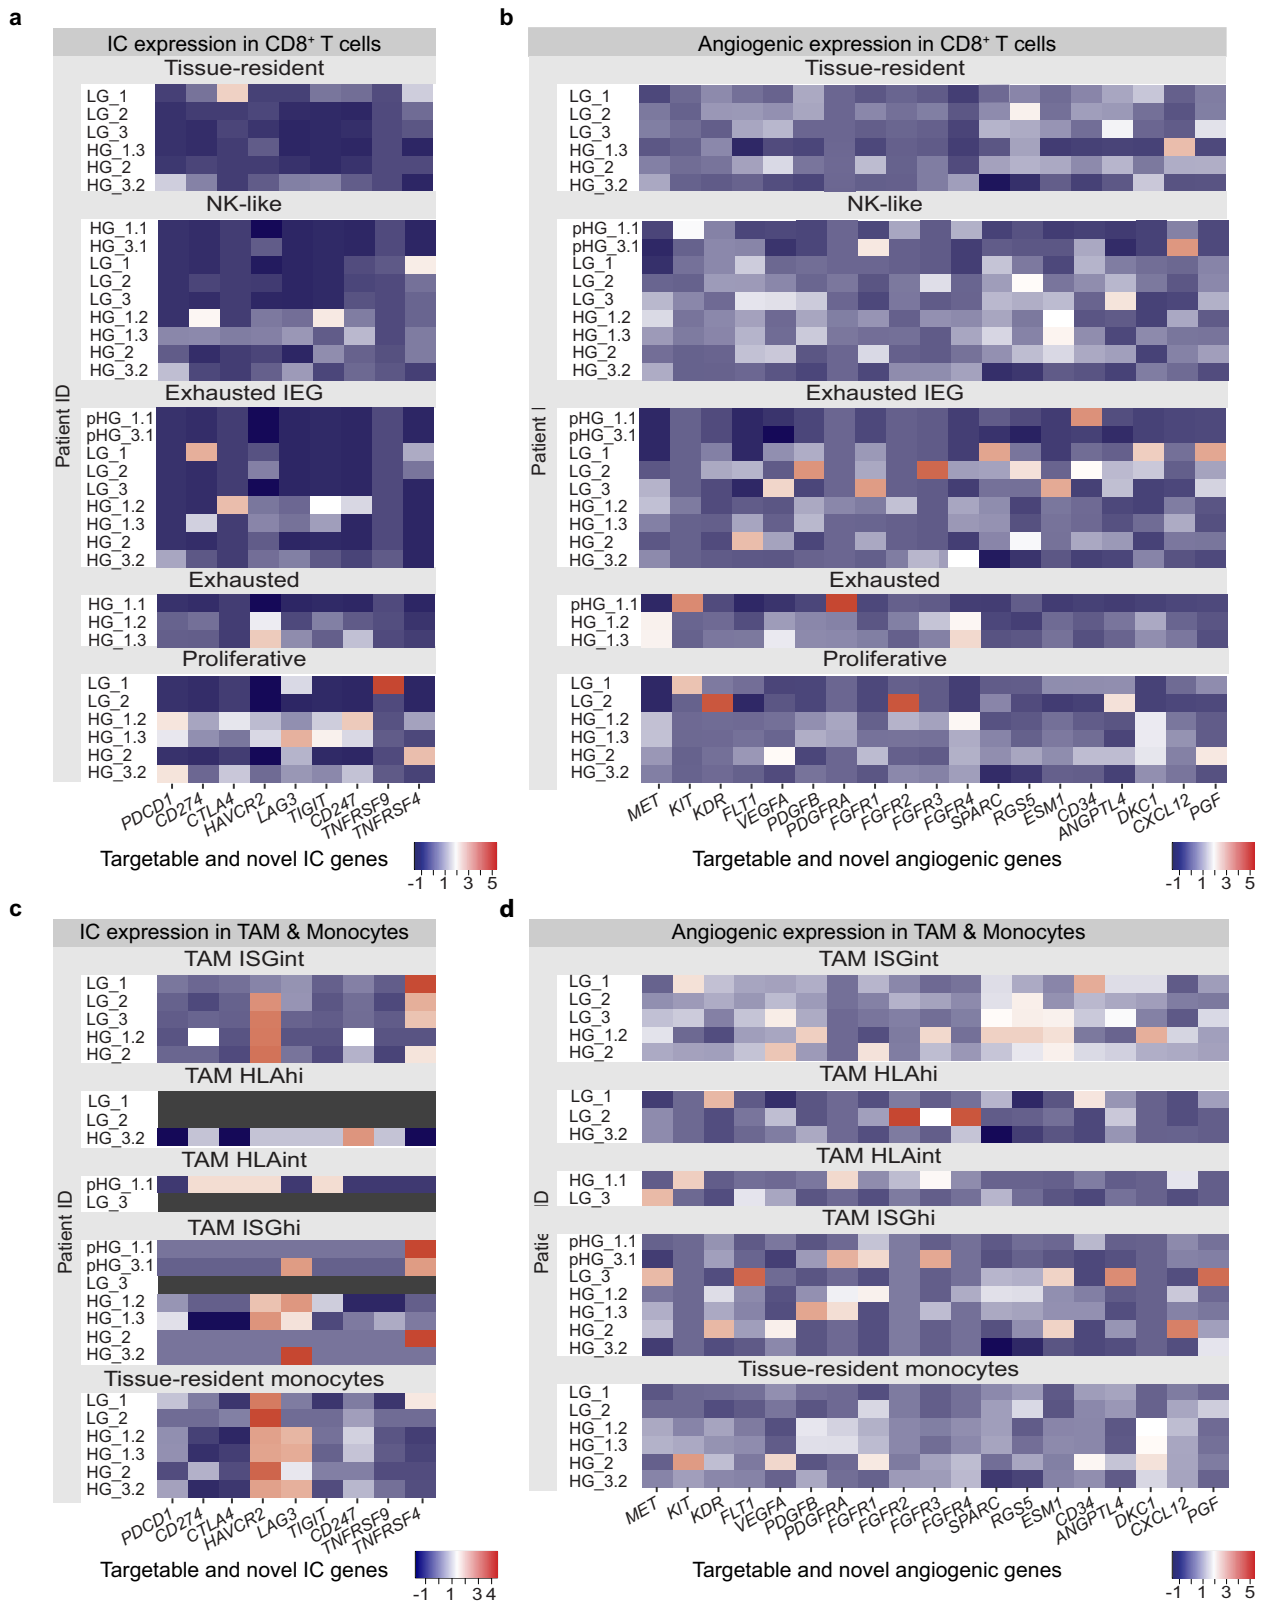 a
IC expression in CD8⁺ T cells
Tissue-resident
LG_1
LG_2
LG_3
HG_1.3
HG_2
HG_3.2
NK-like
HG_1.1
HG_3.1
LG_1
LG_2
LG_3
HG_1.2
HG_1.3
HG_2
HG_3.2
Exhausted IEG
pHG_1.1
pHG_3.1
LG_1
LG_2
LG_3
HG_1.2
HG_1.3
HG_2
HG_3.2
Exhausted
HG_1.1
HG_1.2
HG_1.3
Proliferative
LG_1
LG_2
HG_1.2
HG_1.3
HG_2
HG_3.2
Patient ID
PDCD1 CD274 CTLA4 HAVCR2 LAG3 TIGIT CD247 TNFRSF9 TNFRSF4
Targetable and novel IC genes
-1 1 3 5
b
Angiogenic expression in CD8⁺ T cells
Tissue-resident
LG_1
LG_2
LG_3
HG_1.3
HG_2
HG_3.2
NK-like
pHG_1.1
pHG_3.1
LG_1
LG_2
LG_3
HG_1.2
HG_1.3
HG_2
HG_3.2
Exhausted IEG
pHG_1.1
pHG_3.1
LG_1
LG_2
LG_3
HG_1.2
HG_1.3
HG_2
HG_3.2
Exhausted
pHG_1.1
HG_1.2
HG_1.3
Proliferative
LG_1
LG_2
HG_1.2
HG_1.3
HG_2
HG_3.2
Patient I
MET KIT KDR FLT1 VEGFA PDGFB PDGFRA FGFR1 FGFR2 FGFR3 FGFR4 SPARC RGS5 ESM1 CD34 ANGPTL4 DKC1 CXCL12 PGF
Targetable and novel angiogenic genes
-1 1 3 5
c
IC expression in TAM & Monocytes
TAM ISGint
LG_1
LG_2
LG_3
HG_1.2
HG_2
TAM HLAhi
LG_1
LG_2
HG_3.2
TAM HLAint
pHG_1.1
LG_3
TAM ISGhi
pHG_1.1
pHG_3.1
LG_3
HG_1.2
HG_1.3
HG_2
HG_3.2
Tissue-resident monocytes
LG_1
LG_2
HG_1.2
HG_1.3
HG_2
HG_3.2
Patient ID
PDCD1 CD274 CTLA4 HAVCR2 LAG3 TIGIT CD247 TNFRSF9 TNFRSF4
Targetable and novel IC genes
-1 1 3 4
d
Angiogenic expression in TAM & Monocytes
TAM ISGint
LG_1
LG_2
LG_3
HG_1.2
HG_2
TAM HLAhi
LG_1
LG_2
HG_3.2
TAM HLAint
HG_1.1
LG_3
TAM ISGhi
pHG_1.1
pHG_3.1
LG_3
HG_1.2
HG_1.3
HG_2
HG_3.2
Tissue-resident monocytes
LG_1
LG_2
HG_1.2
HG_1.3
HG_2
HG_3.2
ID
MET KIT KDR FLT1 VEGFA PDGFB PDGFRA FGFR1 FGFR2 FGFR3 FGFR4 SPARC RGS5 ESM1 CD34 ANGPTL4 DKC1 CXCL12 PGF
Targetable and novel angiogenic genes
-1 1 3 5